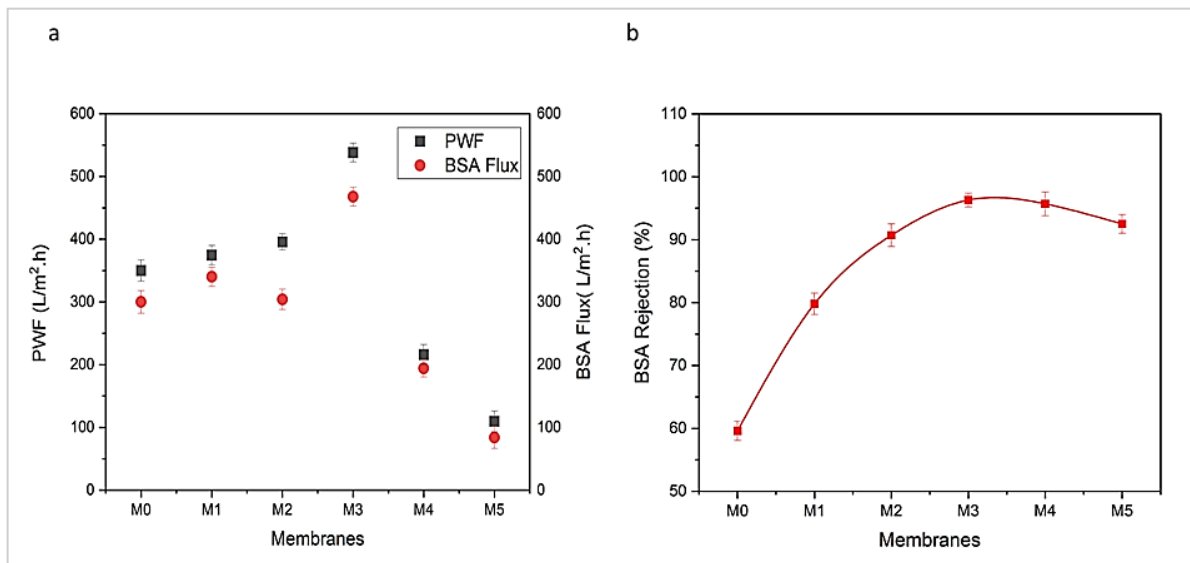 a
600
500
400
300
200
100
0
PWF (L/m².h)
PWF
BSA Flux
600
500
400
300
200
100
0
BSA Flux( L/m².h)
M0 M1 M2 M3 M4 M5
Membranes
b
110
100
90
80
70
60
50
BSA Rejection (%)
M0 M1 M2 M3 M4 M5
Membranes